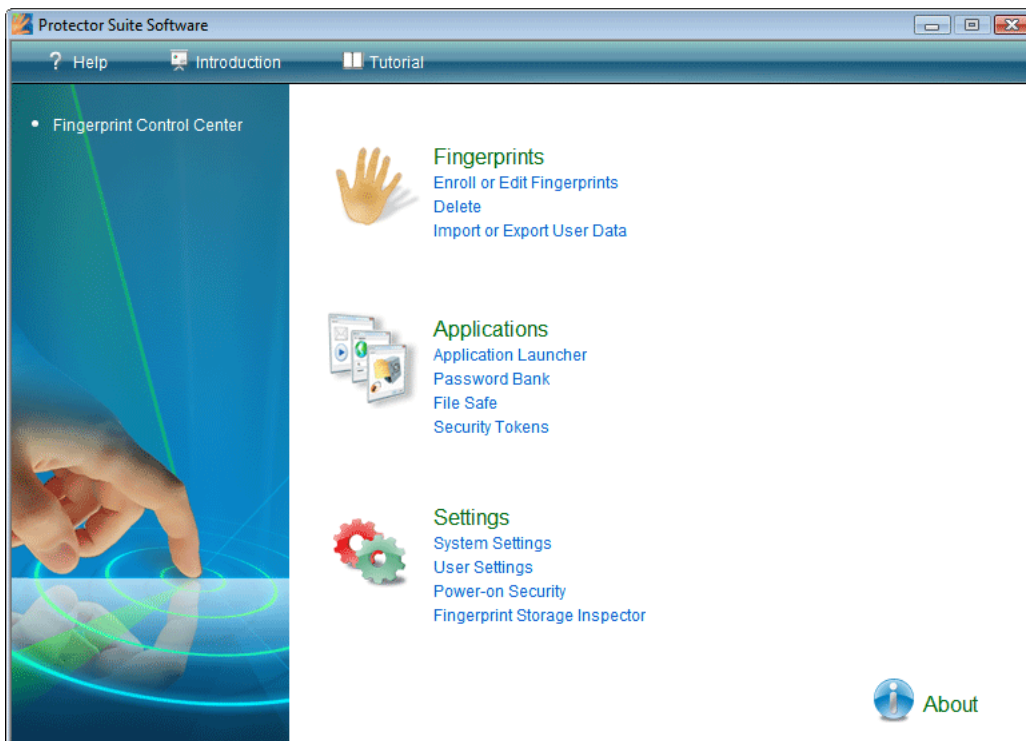 Protector Suite Software
? Help Introduction Tutorial
Fingerprint Control Center
Fingerprints
Enroll or Edit Fingerprints
Delete
Import or Export User Data
Applications
Application Launcher
Password Bank
File Safe
Security Tokens
Settings
System Settings
User Settings
Power-on Security
Fingerprint Storage Inspector
About